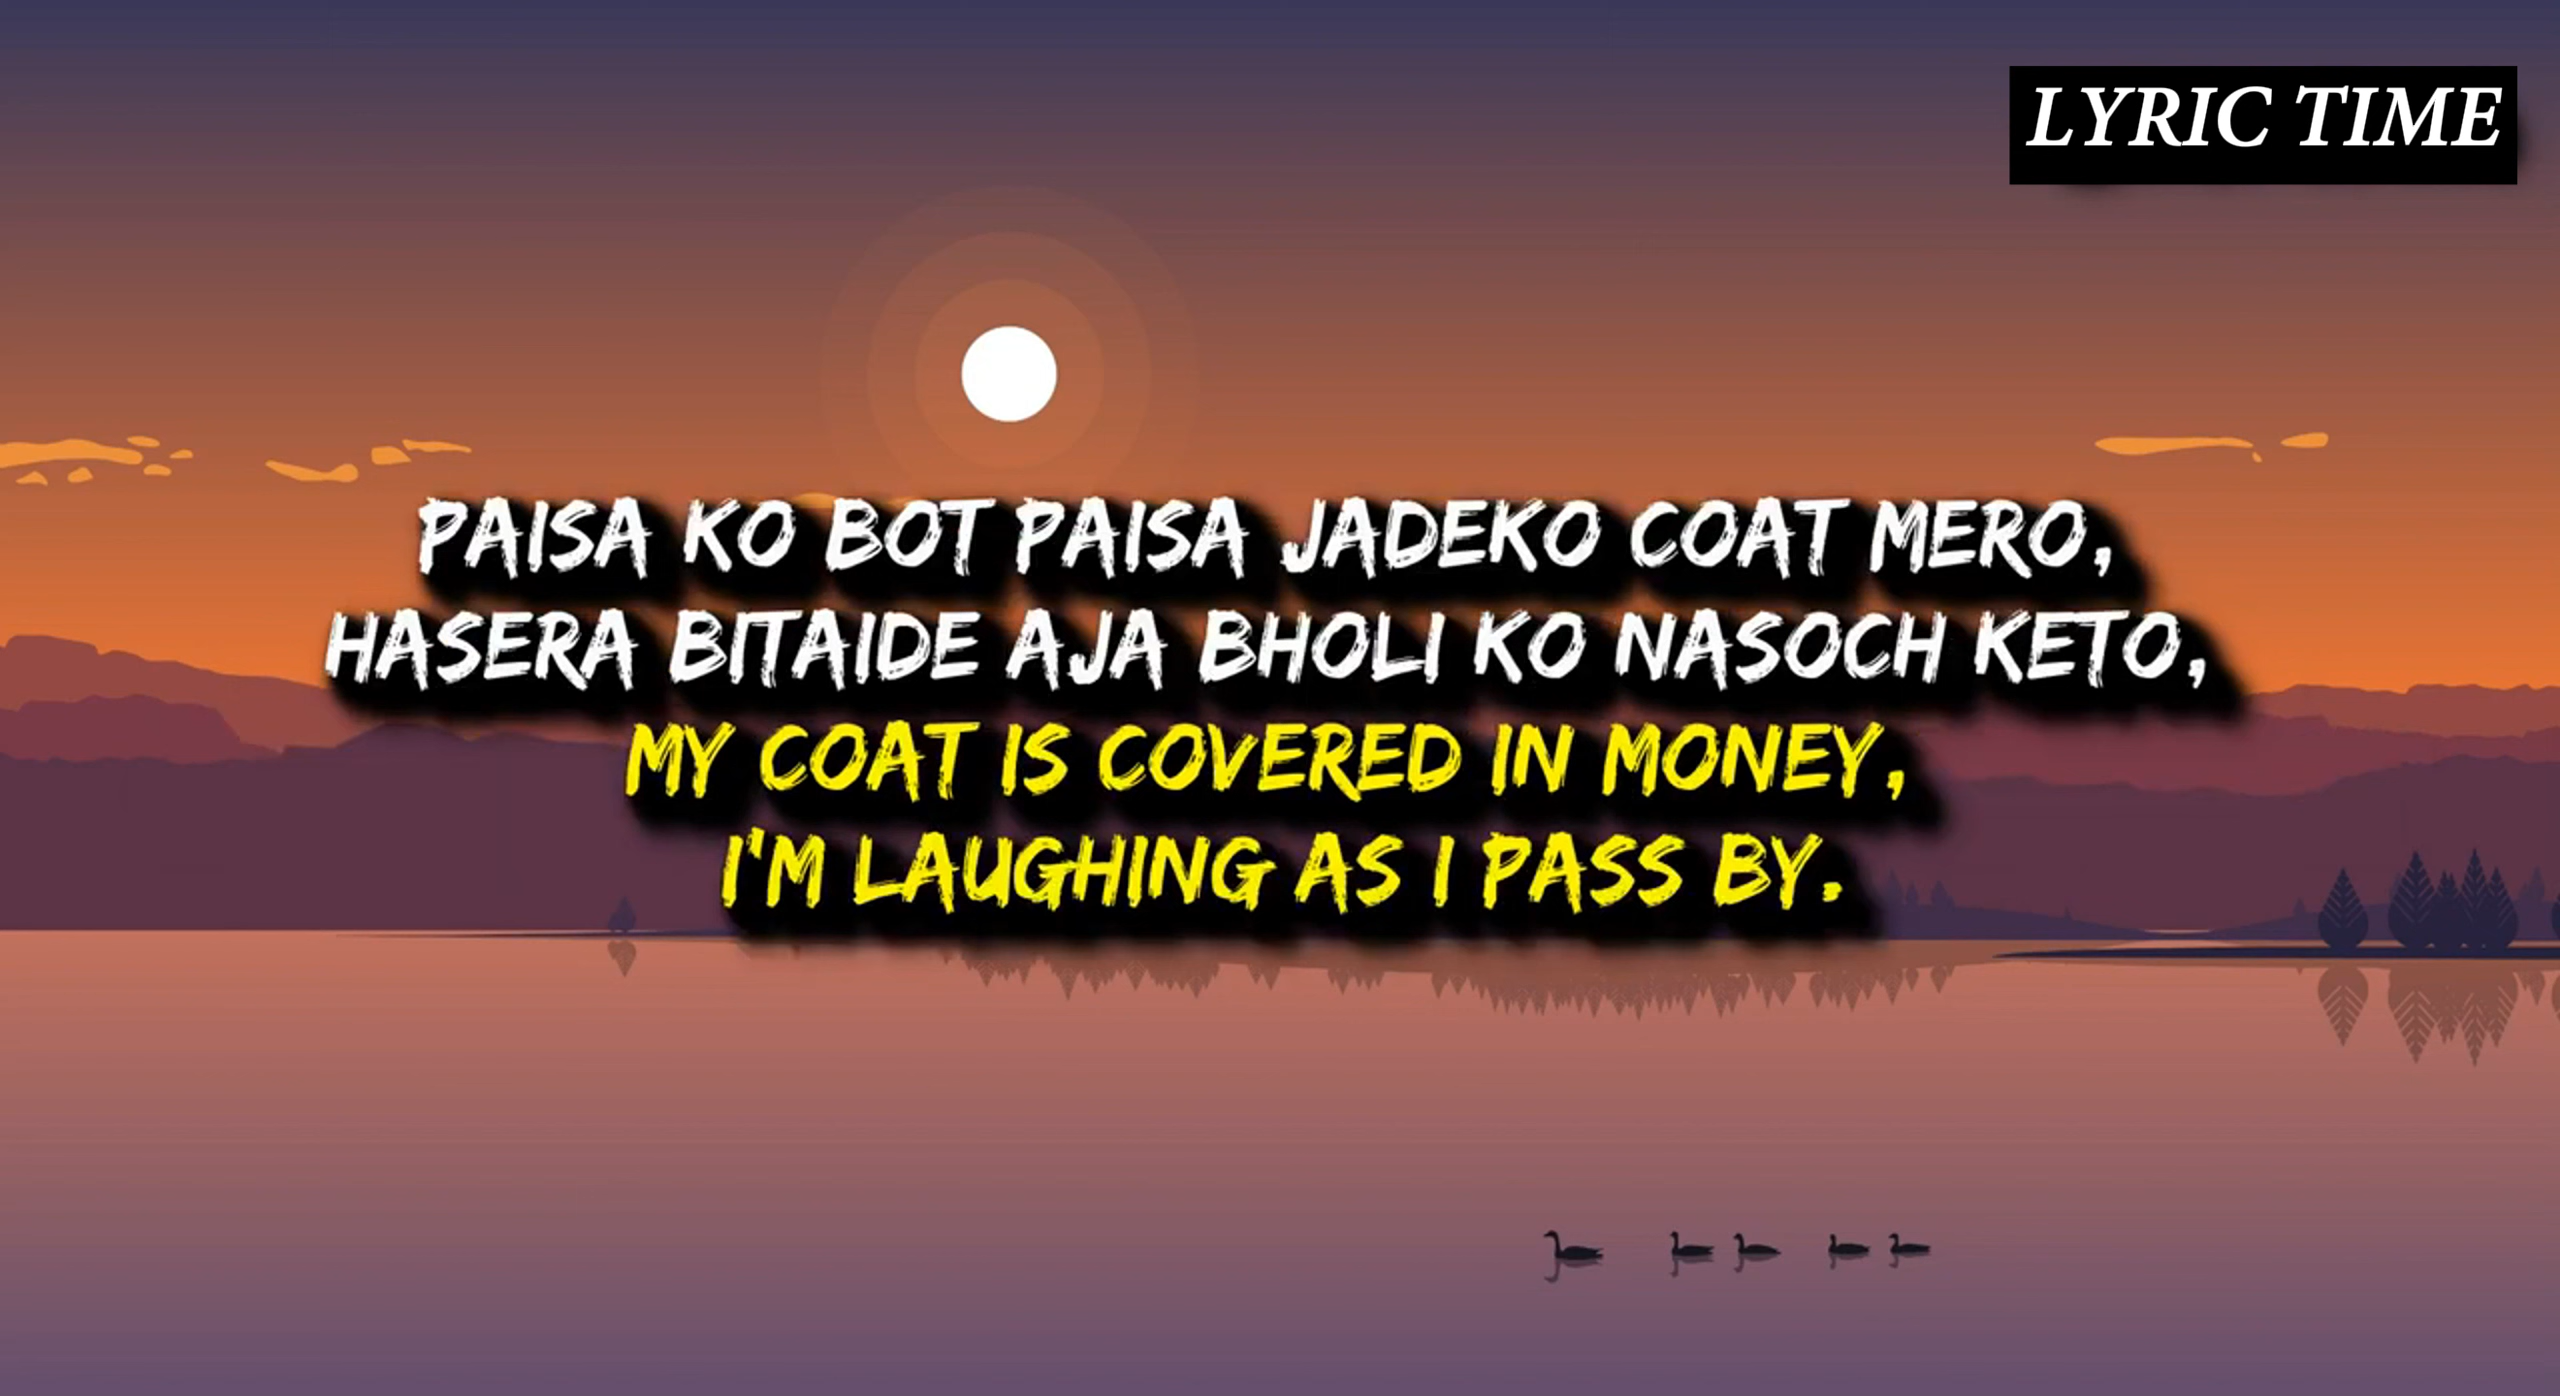 LYRIC TIME
PAISA KO BOT PAISA JADEKO COAT MERO,
HASERA BITAIDE AJA BHOLI KO NASOCH KETO,
MY COAT IS COVERED IN MONEY,
I'M LAUGHING AS I PASS BY.